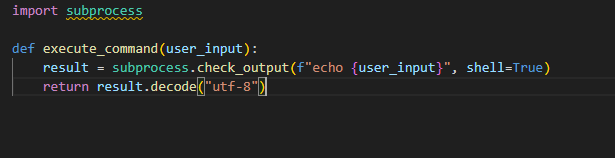 import subprocess
def execute_command(user_input):
    result = subprocess.check_output(f"echo {user_input}", shell=True)
    return result.decode("utf-8")